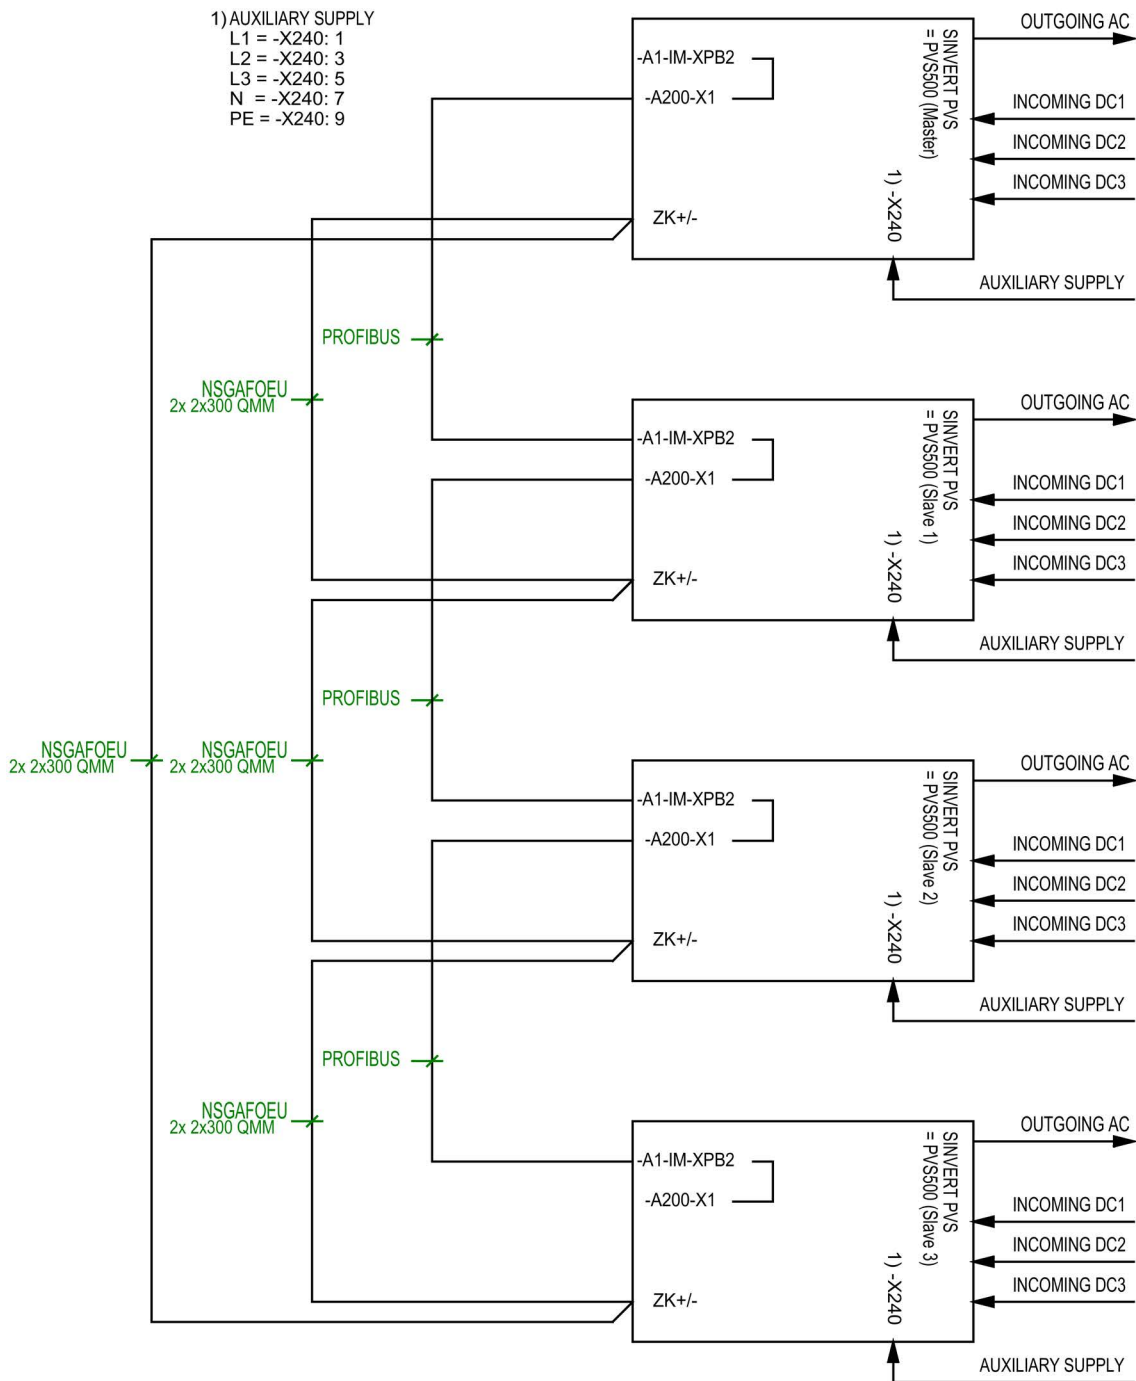 1) AUXILIARY SUPPLY
L1 = -X240: 1
L2 = -X240: 3
L3 = -X240: 5
N = -X240: 7
PE = -X240: 9
-A1-IM-XPB2
-A200-X1
ZK+/-
SINVERT PVS
= PVS500 (Master)
1) -X240
OUTGOING AC
INCOMING DC1
INCOMING DC2
INCOMING DC3
AUXILIARY SUPPLY
PROFIBUS
NSGAFOEU
2x 2x300 QMM
-A1-IM-XPB2
-A200-X1
ZK+/-
SINVERT PVS
= PVS500 (Slave 1)
1) -X240
OUTGOING AC
INCOMING DC1
INCOMING DC2
INCOMING DC3
AUXILIARY SUPPLY
PROFIBUS
NSGAFOEU
2x 2x300 QMM
NSGAFOEU
2x 2x300 QMM
-A1-IM-XPB2
-A200-X1
ZK+/-
SINVERT PVS
= PVS500 (Slave 2)
1) -X240
OUTGOING AC
INCOMING DC1
INCOMING DC2
INCOMING DC3
AUXILIARY SUPPLY
PROFIBUS
NSGAFOEU
2x 2x300 QMM
-A1-IM-XPB2
-A200-X1
ZK+/-
SINVERT PVS
= PVS500 (Slave 3)
1) -X240
OUTGOING AC
INCOMING DC1
INCOMING DC2
INCOMING DC3
AUXILIARY SUPPLY